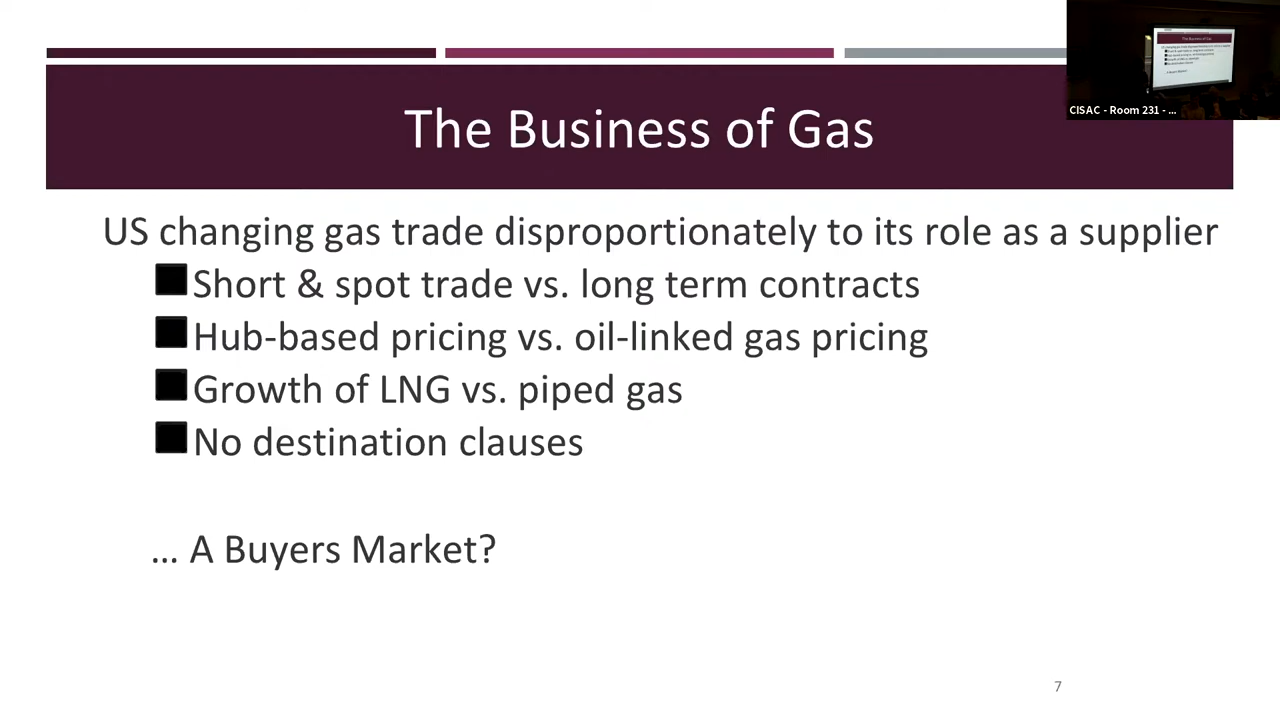 The Business of Gas
CISAC - Room 231 - ...
US changing gas trade disproportionately to its role as a supplier
Short & spot trade vs. long term contracts
Hub-based pricing vs. oil-linked gas pricing
Growth of LNG vs. piped gas
No destination clauses
... A Buyers Market?
7